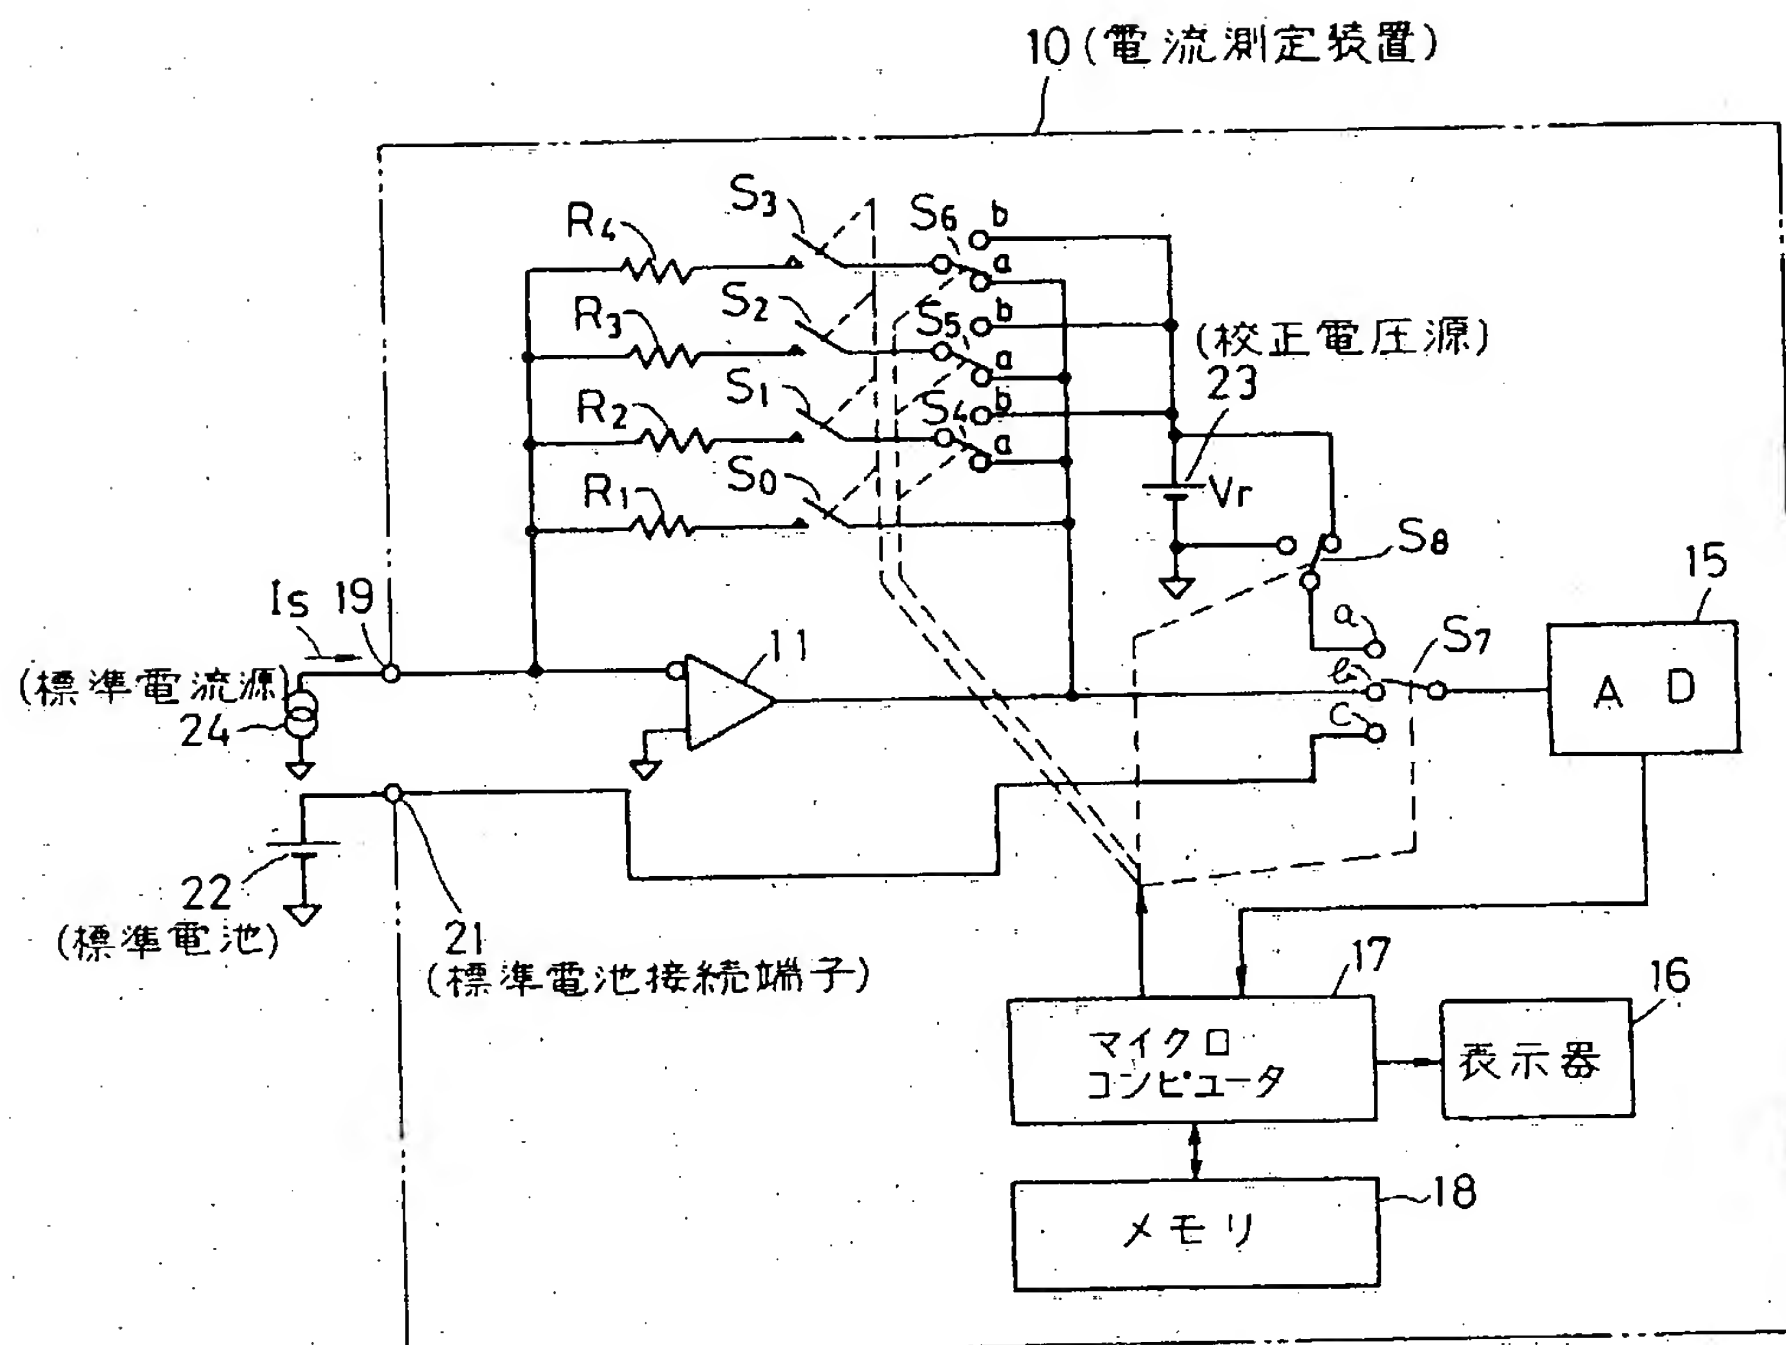 10(電流測定装置)
S3
R4
S6 b
a
S2
R3
S5 b
a
(校正電圧源)
23
S1
R2
S4 b
a
S0
R1
Vr
S8
Is 19
11
15
a
S7
b
A D
c
(標準電流源)
24
22
(標準電池)
21
(標準電池接続端子)
17
16
マイクロ
コンピュータ
表示器
18
メモリ